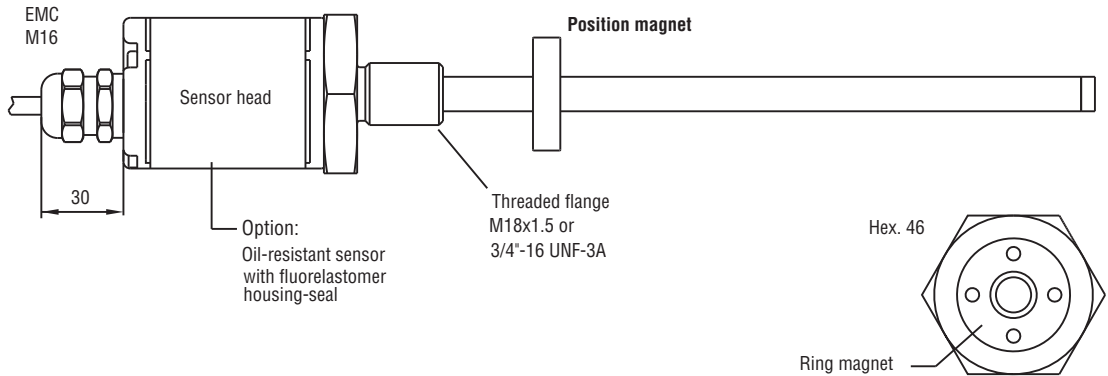 EMC
M16
Position magnet
Sensor head
30
Threaded flange
M18x1.5 or
3/4"-16 UNF-3A
Option:
Oil-resistant sensor
with fluorelastomer
housing-seal
Hex. 46
Ring magnet